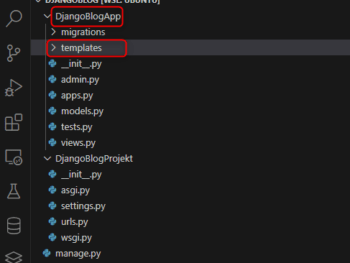 DJANGOBLOG [WSL: UBUNTU]
DjangoBlogApp
migrations
templates
__init__.py
admin.py
apps.py
models.py
tests.py
views.py
DjangoBlogProjekt
__init__.py
asgi.py
settings.py
urls.py
wsgi.py
manage.py